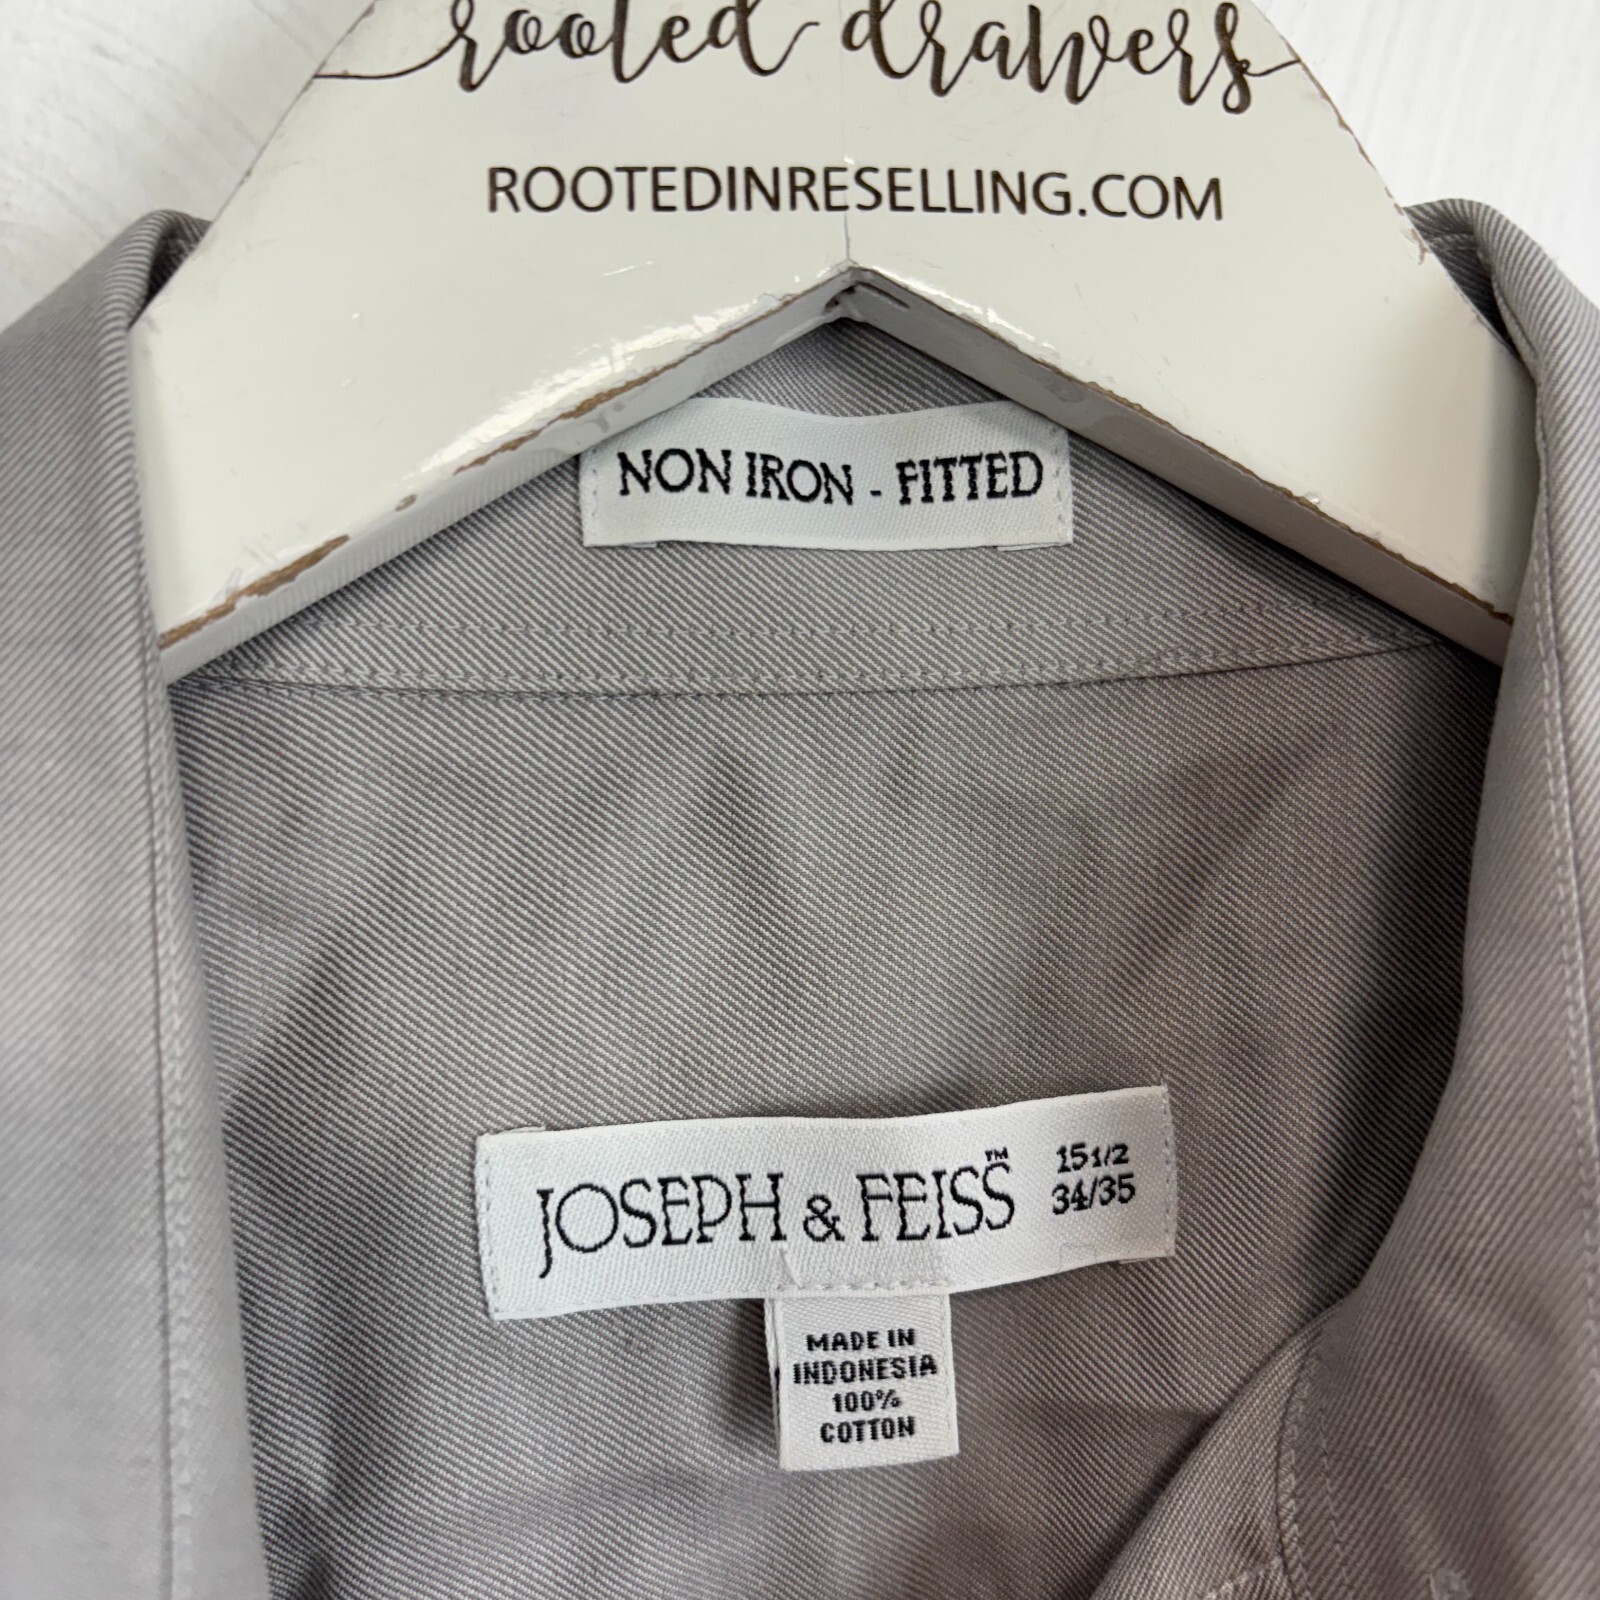 rooted drawers
ROOTEDINRESELLING.COM
NON IRON - FITTED
JOSEPH & FEISS™
15 1/2
34/35
MADE IN
INDONESIA
100%
COTTON